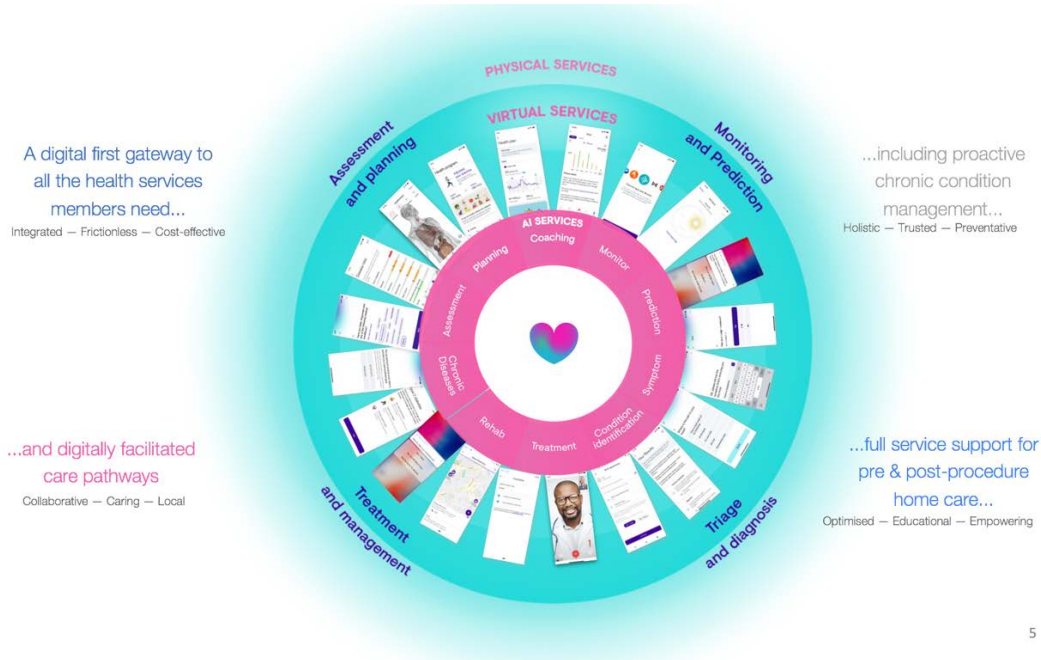 PHYSICAL SERVICES
VIRTUAL SERVICES
Assessment
and planning
Monitoring
and Prediction
A digital first gateway to
all the health services
members need...
Integrated — Frictionless — Cost-effective
...including proactive
chronic condition
management...
Holistic — Trusted — Preventative
AI SERVICES
Coaching
Monitor
Prediction
Symptom
Condition
identification
Treatment
Rehab
Chronic
Diseases
Assessment
Planning
...and digitally facilitated
care pathways
Collaborative — Caring — Local
...full service support for
pre & post-procedure
home care...
Optimised — Educational — Empowering
Treatment
and management
Triage
and diagnosis
5